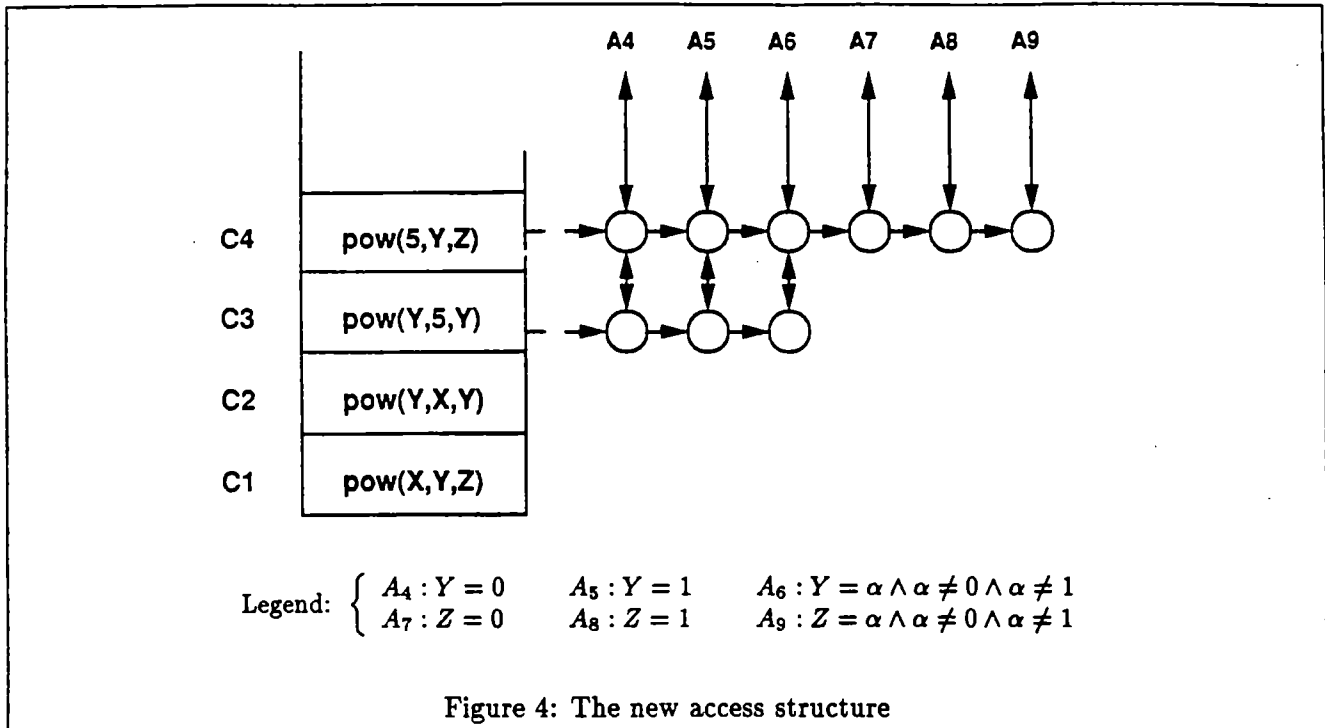 A4 A5 A6 A7 A8 A9
C4 pow(5,Y,Z)
C3 pow(Y,5,Y)
C2 pow(Y,X,Y)
C1 pow(X,Y,Z)
Legend: { A₄ : Y = 0 A₅ : Y = 1 A₆ : Y = α ∧ α ≠ 0 ∧ α ≠ 1
A₇ : Z = 0 A₈ : Z = 1 A₉ : Z = α ∧ α ≠ 0 ∧ α ≠ 1
Figure 4: The new access structure